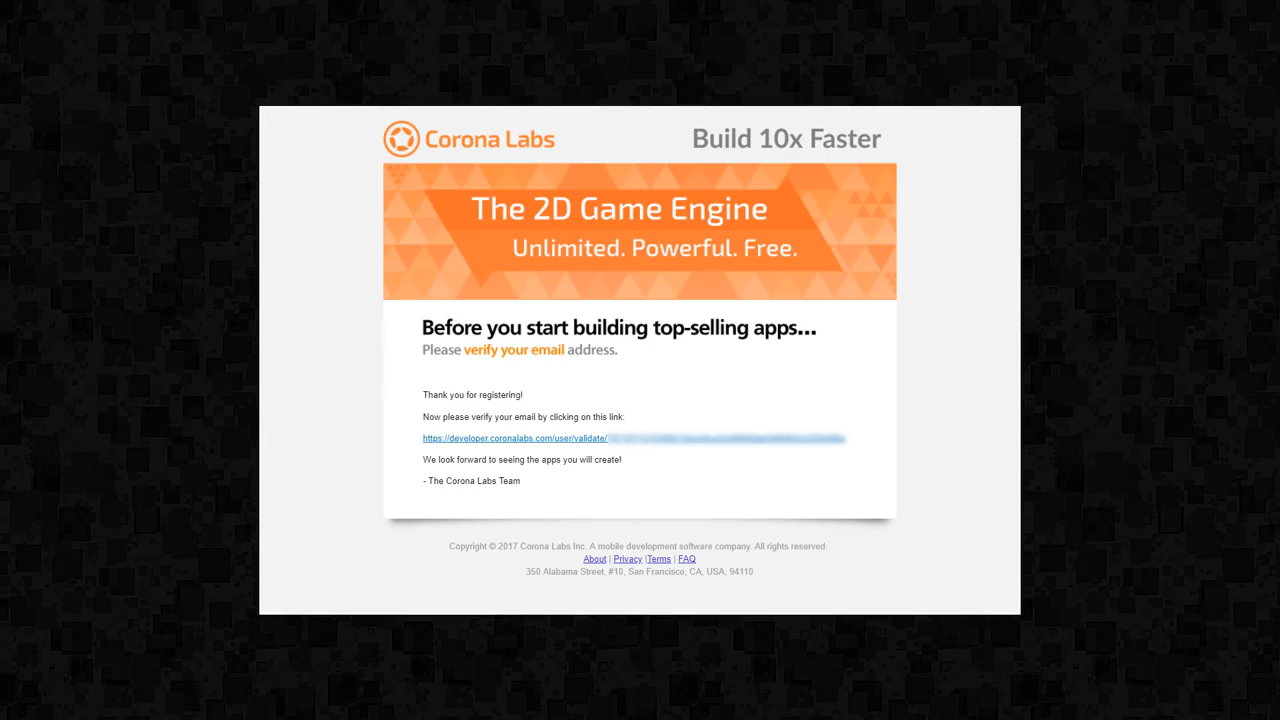 Corona Labs
Build 10x Faster
The 2D Game Engine
Unlimited. Powerful. Free.
Before you start building top-selling apps...
Please verify your email address.
Thank you for registering!
Now please verify your email by clicking on this link:
https://developer.coronalabs.com/user/validate/
We look forward to seeing the apps you will create!
- The Corona Labs Team
Copyright © 2017 Corona Labs Inc. A mobile development software company. All rights reserved.
About | Privacy |Terms | FAQ
350 Alabama Street, #10, San Francisco, CA, USA, 94110